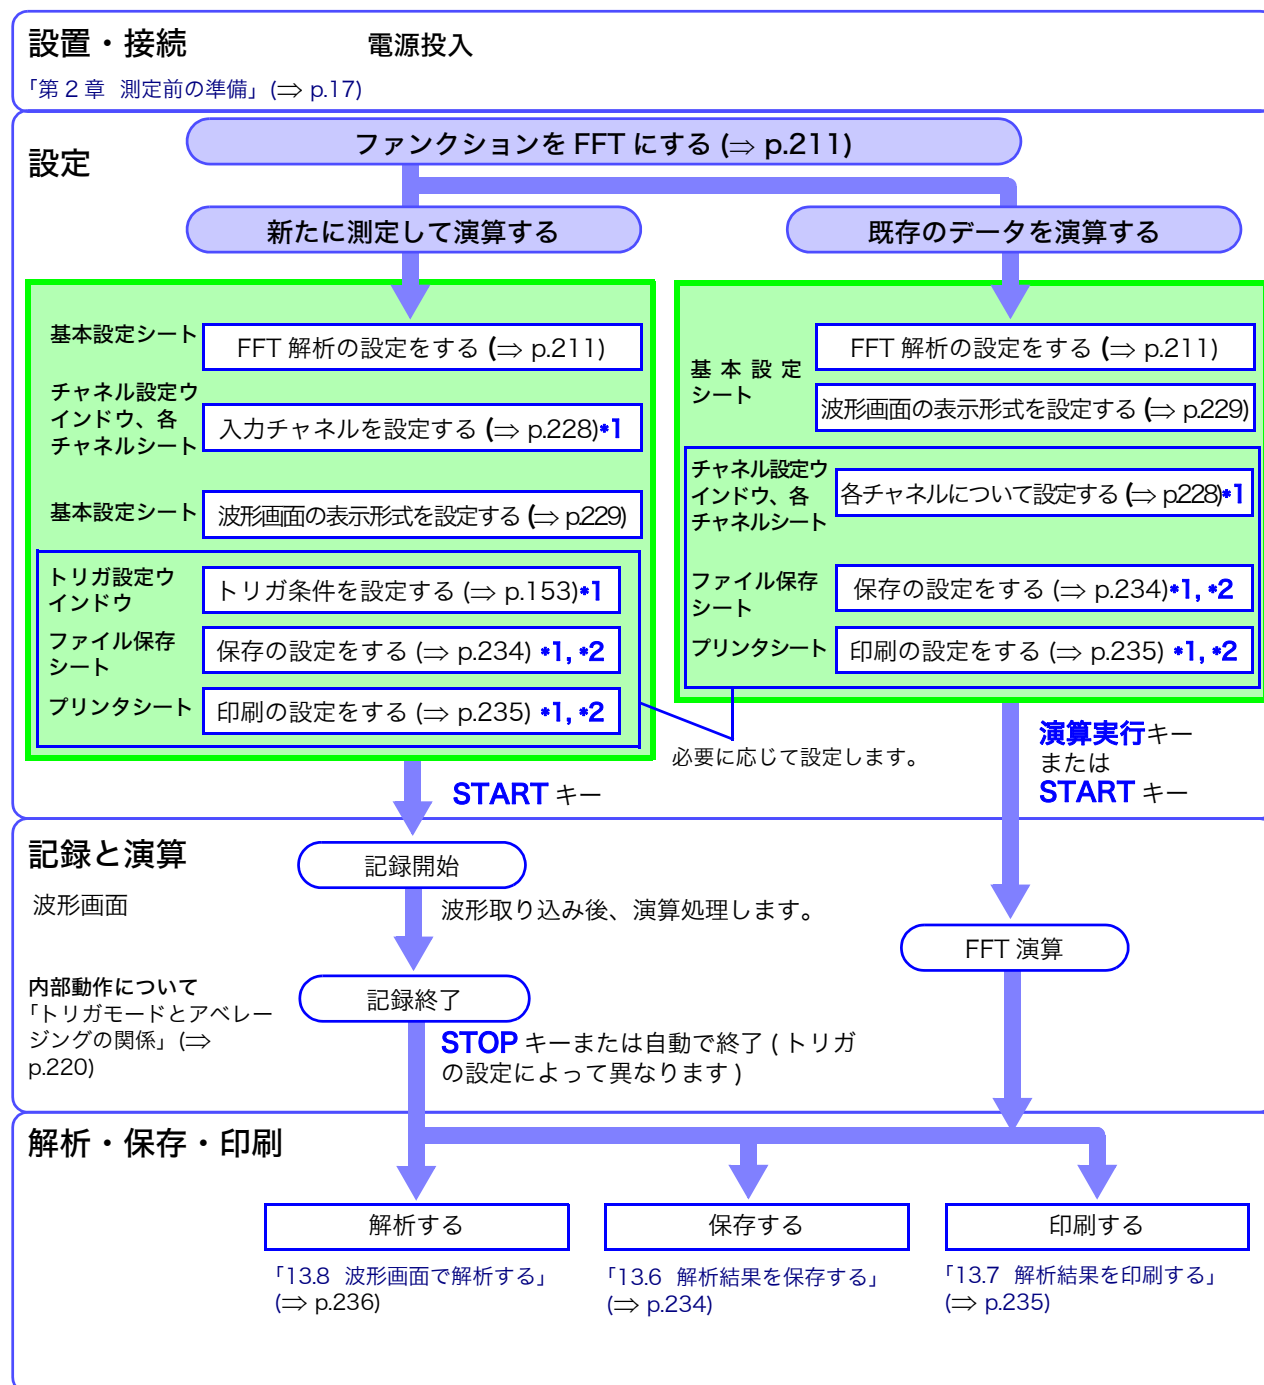 設置・接続 電源投入
「第 2 章 測定前の準備」(⇒ p.17)
設定
ファンクションを FFT にする (⇒ p.211)
新たに測定して演算する
基本設定シート
FFT 解析の設定をする (⇒ p.211)
チャネル設定ウ
インドウ、各
チャネルシート
入力チャネルを設定する (⇒ p.228)*1
基本設定シート
波形画面の表示形式を設定する (⇒ p229)
トリガ設定ウ
インドウ
トリガ条件を設定する (⇒ p.153)*1
ファイル保存
シート
保存の設定をする (⇒ p.234) *1, *2
プリンタシート
印刷の設定をする (⇒ p.235) *1, *2
既存のデータを演算する
基 本 設 定
シート
FFT 解析の設定をする (⇒ p.211)
波形画面の表示形式を設定する (⇒ p.229)
チャネル設定ウ
インドウ、各
チャネルシート
各チャネルについて設定する (⇒ p228)*1
ファイル保存
シート
保存の設定をする (⇒ p.234)*1, *2
プリンタシート
印刷の設定をする (⇒ p.235) *1, *2
必要に応じて設定します。
START キー
演算実行キー
または
START キー
記録と演算
波形画面
記録開始
波形取り込み後、演算処理します。
FFT 演算
内部動作について
「トリガモードとアベレー
ジングの関係」(⇒
p.220)
記録終了
STOP キーまたは自動で終了 ( トリガ
の設定によって異なります )
解析・保存・印刷
解析する
「13.8 波形画面で解析する」
(⇒ p.236)
保存する
「13.6 解析結果を保存する」
(⇒ p.234)
印刷する
「13.7 解析結果を印刷する」
(⇒ p.235)